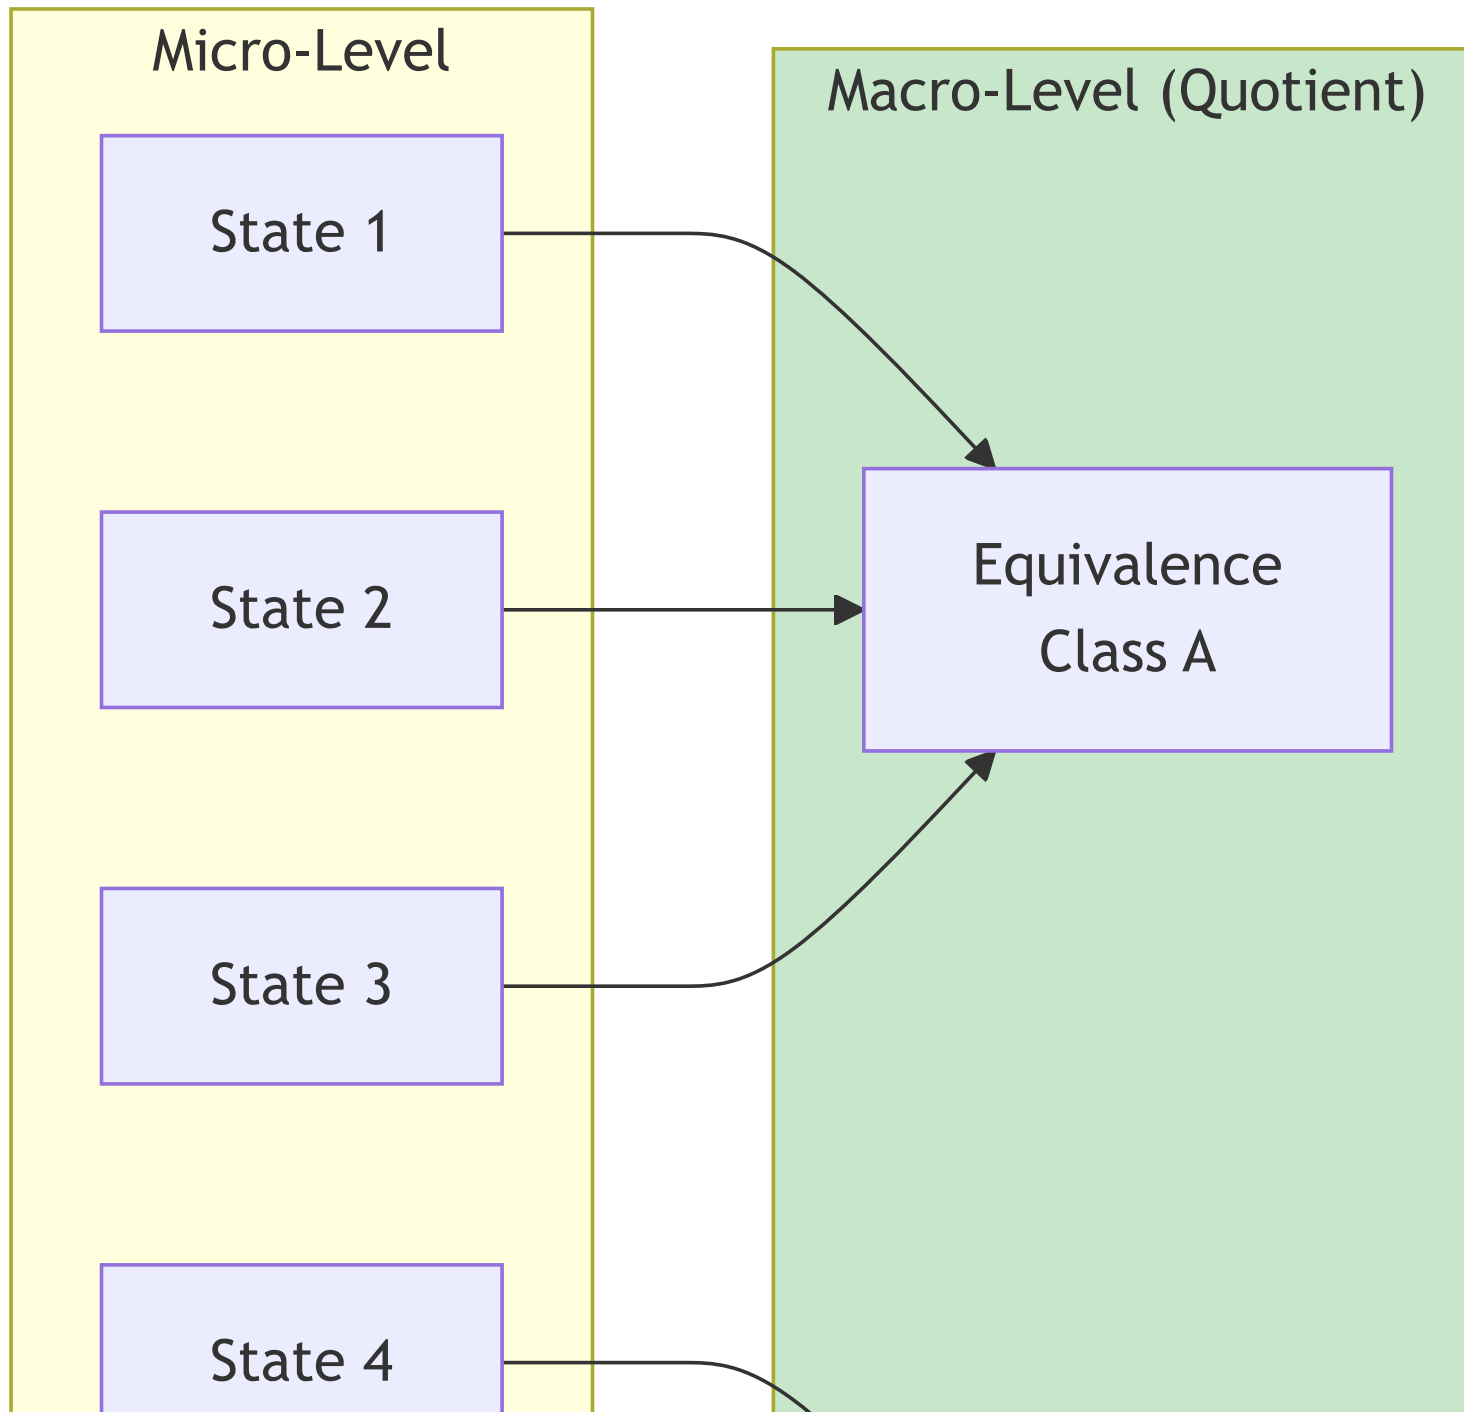 Micro-Level
Macro-Level (Quotient)
State 1
State 2
Equivalence
Class A
State 3
State 4